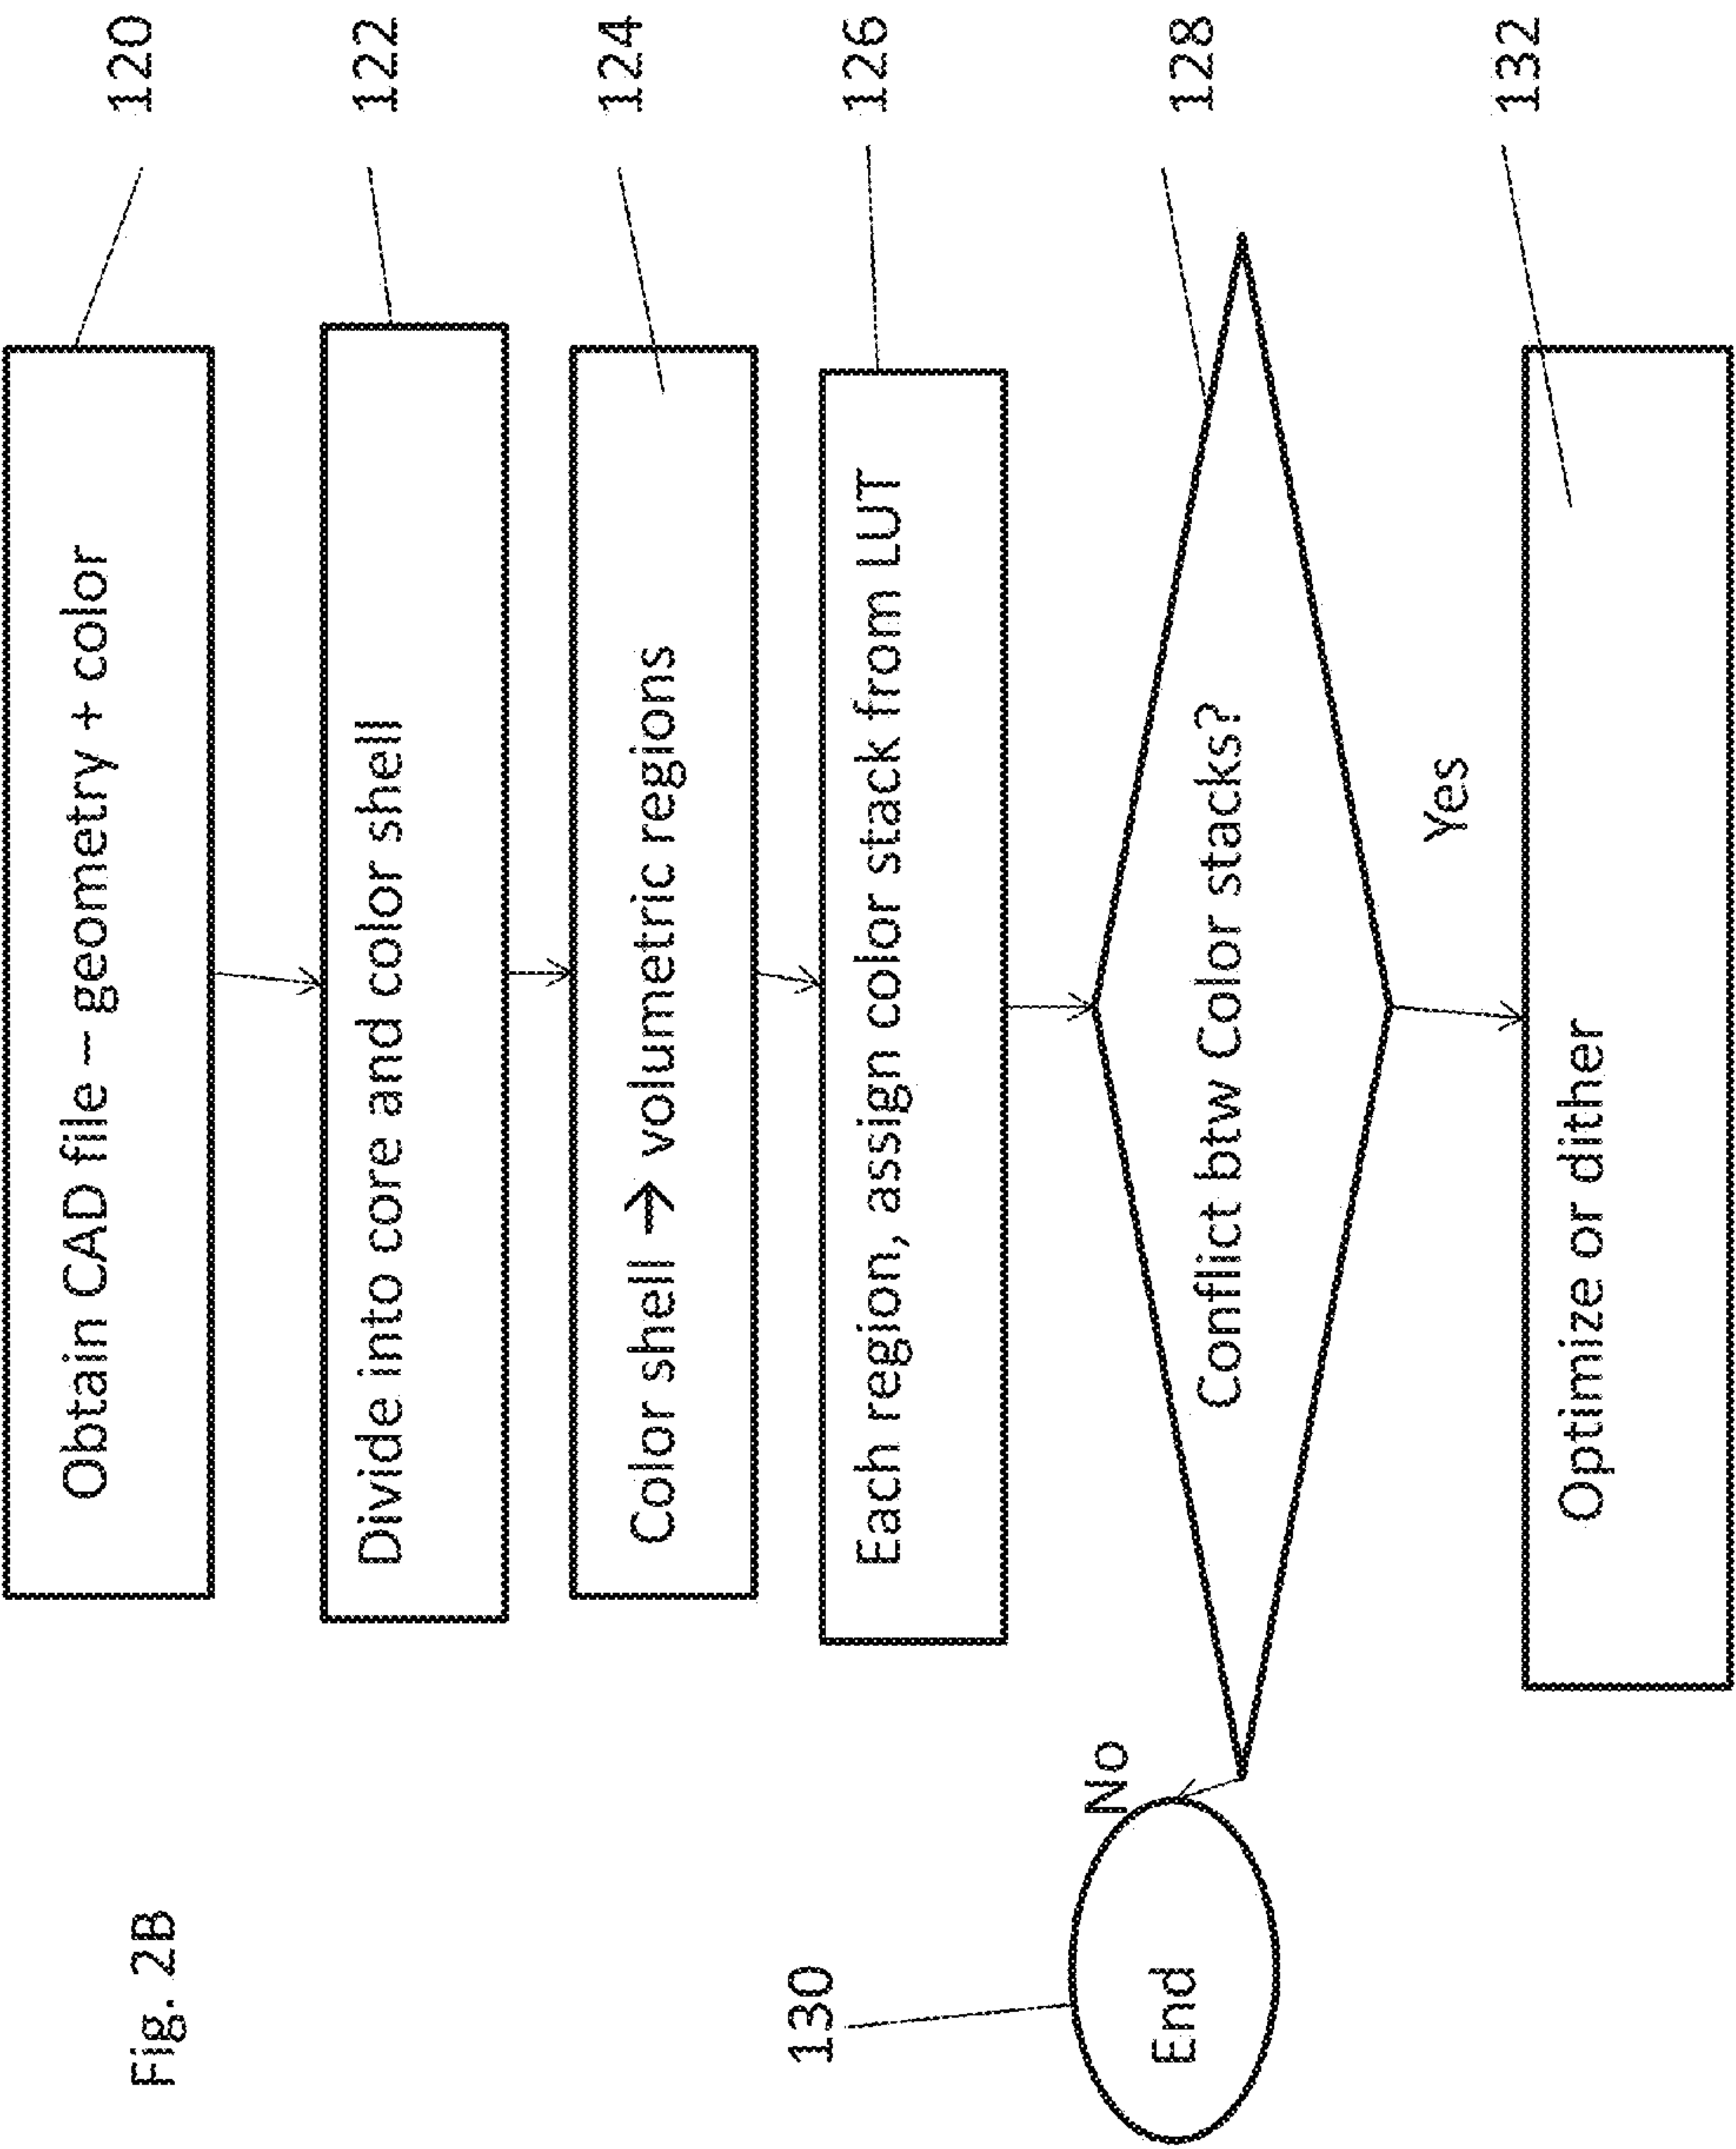 Fig. 2B
Obtain CAD file – geometry + color
120
Divide into core and color shell
122
Color shell → volumetric regions
124
Each region, assign color stack from LUT
126
Conflict btw Color stacks?
128
No
130
End
Yes
Optimize or dither
132